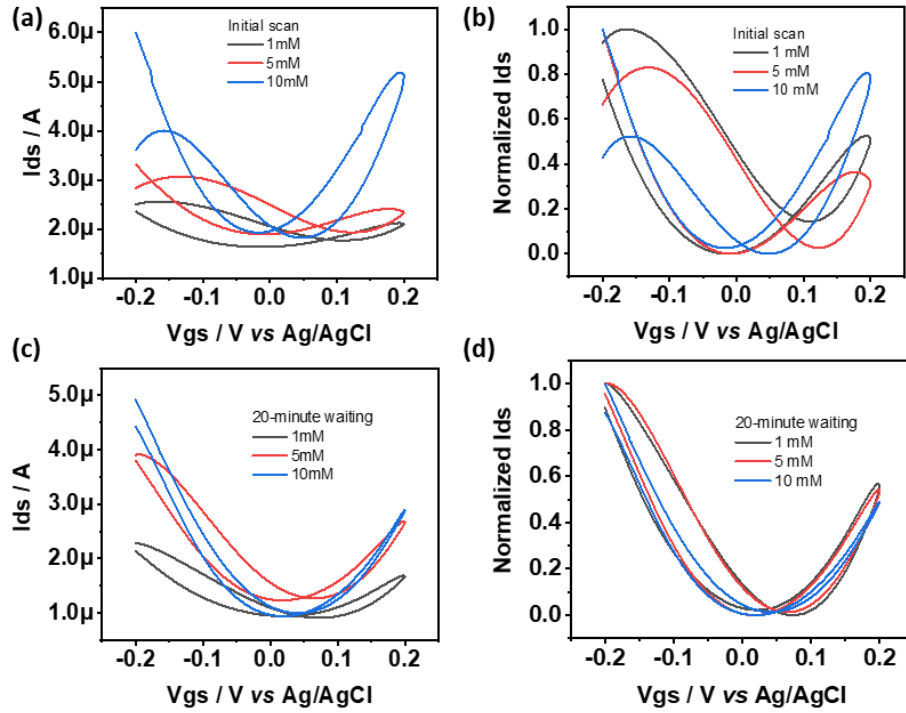 (a)
Ids / A
6.0µ
5.0µ
4.0µ
3.0µ
2.0µ
1.0µ
Initial scan
1mM
5mM
10mM
-0.2 -0.1 0.0 0.1 0.2
Vgs / V vs Ag/AgCl
(b)
Normalized Ids
1.0
0.8
0.6
0.4
0.2
0.0
Initial scan
1 mM
5 mM
10 mM
-0.2 -0.1 0.0 0.1 0.2
Vgs / V vs Ag/AgCl
(c)
Ids / A
5.0µ
4.0µ
3.0µ
2.0µ
1.0µ
20-minute waiting
1mM
5mM
10mM
-0.2 -0.1 0.0 0.1 0.2
Vgs / V vs Ag/AgCl
(d)
Normalized Ids
1.0
0.8
0.6
0.4
0.2
0.0
20-minute waiting
1 mM
5 mM
10 mM
-0.2 -0.1 0.0 0.1 0.2
Vgs / V vs Ag/AgCl